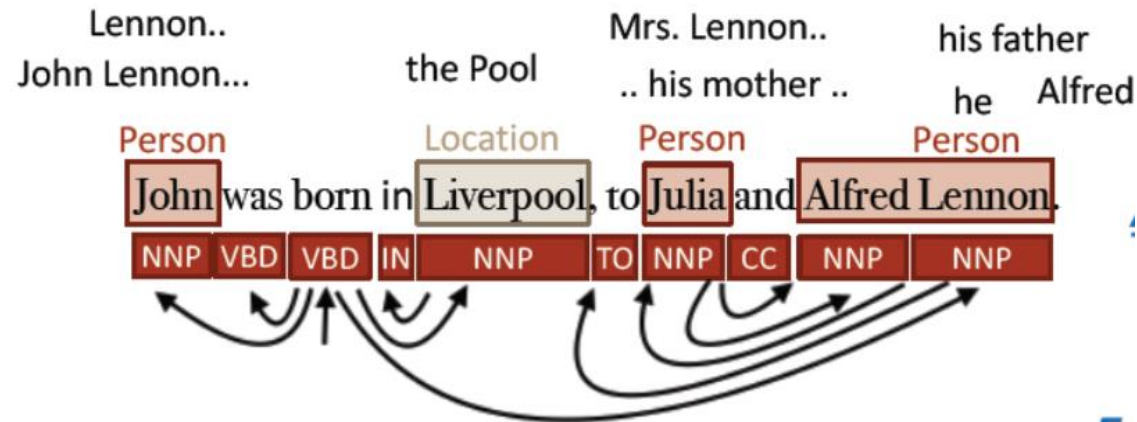 Lennon..
John Lennon...
the Pool
Mrs. Lennon..
.. his mother ..
his father
he Alfred
Person Location Person Person
John was born in Liverpool, to Julia and Alfred Lennon.
NNP VBD VBD IN NNP TO NNP CC NNP NNP